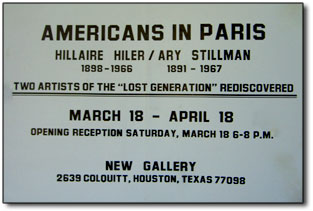 AMERICANS IN PARIS
HILLAIRE HILER / ARY STILLMAN
1898-1966 1891 - 1967
TWO ARTISTS OF THE "LOST GENERATION" REDISCOVERED
MARCH 18 - APRIL 18
OPENING RECEPTION SATURDAY, MARCH 18 6-8 P.M.
NEW GALLERY
2639 COLQUITT, HOUSTON, TEXAS 77098